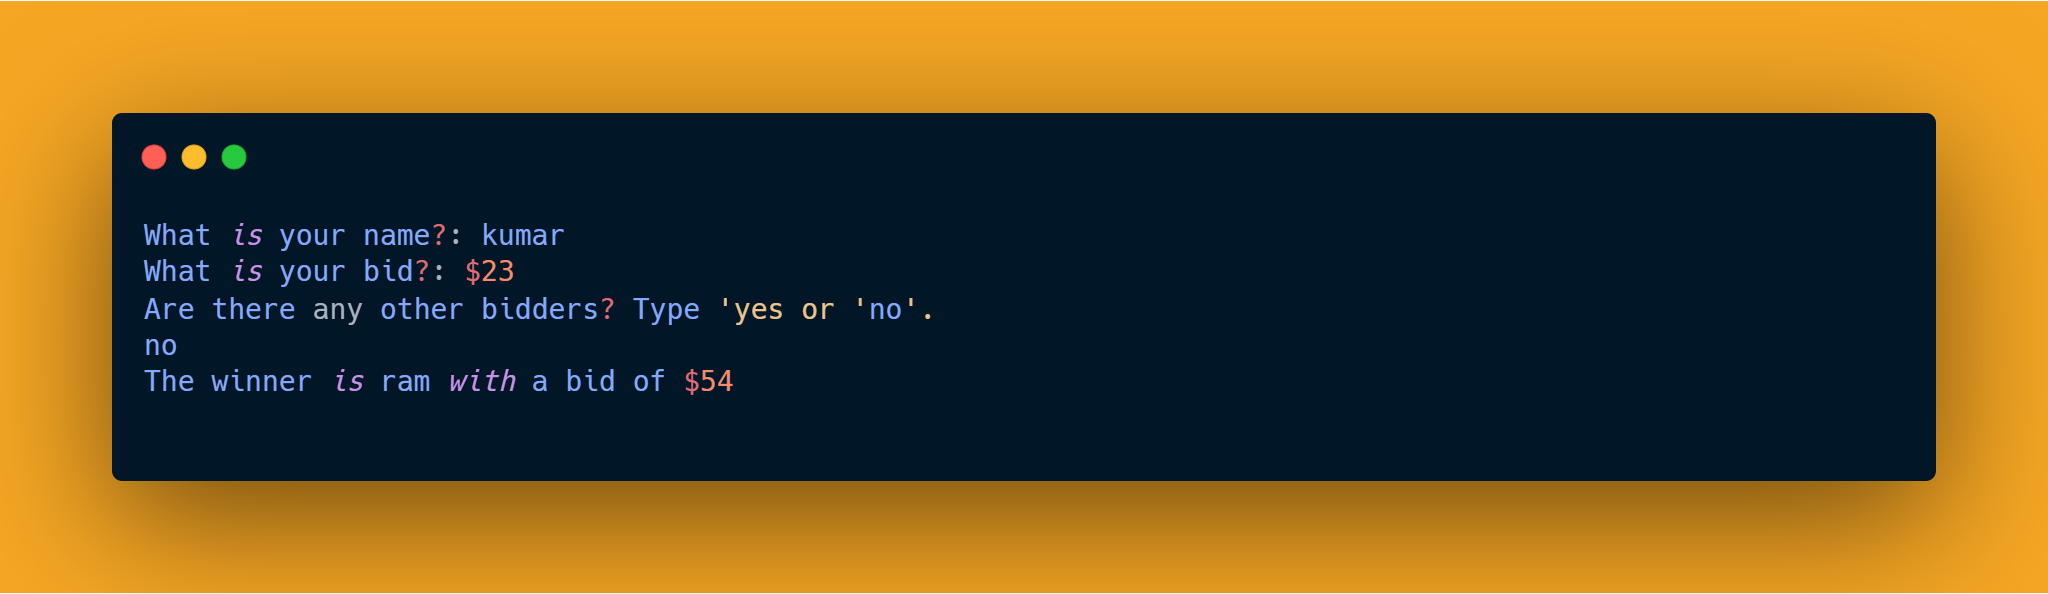 What is your name?: kumar
What is your bid?: $23
Are there any other bidders? Type 'yes or 'no'.
no
The winner is ram with a bid of $54